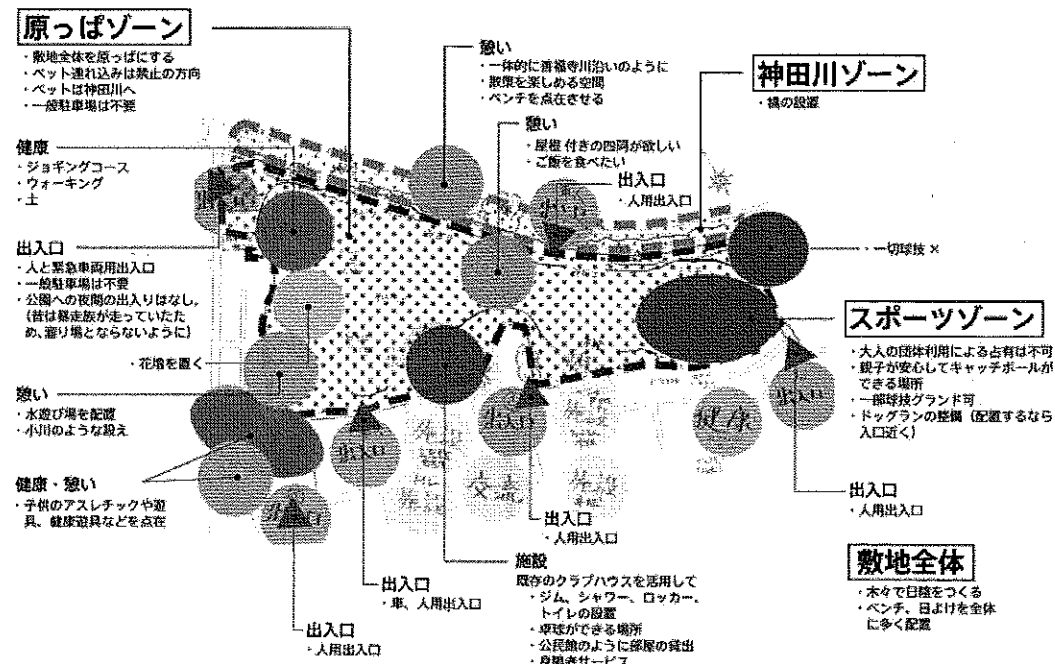 原っぱゾーン
・敷地全体を原っぱにする
・ペット連れ込みは禁止の方向
・ペットは神田川へ
・一般駐車場は不要
憩い
・一体的に善福寺川沿いのように
・散策を楽しめる空間
・ベンチを点在させる
神田川ゾーン
・橋の設置
憩い
・屋根付きの四阿が欲しい
・ご飯を食べたい
健康
・ジョギングコース
・ウォーキング
・土
出入口
・人用出入口
出入口
・人と緊急車両用出入口
・一般駐車場は不要
・公園への夜間の出入りはなし。
(昔は暴走族が走っていたた
め、溜り場とならないように)
・花壇を置く
一切球技 ×
スポーツゾーン
・大人の団体利用による占有は不可
・親子が安心してキャッチボールが
できる場所
・一部球技グランド可
・ドッグランの整備(配置するなら
入口近く)
憩い
・水遊び場を配置
・小川のような設え
健康・憩い
・子供のアスレチックや遊
具、健康遊具などを点在
出入口
出入口
出入口
出入口
健康
出入口
出入口
出入口
・人用出入口
出入口
・人用出入口
施設
既存のクラブハウスを活用して
・ジム、シャワー、ロッカー、
トイレの設置
・卓球ができる場所
・公民館のように部屋の貸出
出入口
・車、人用出入口
出入口
・人用出入口
敷地全体
・木々で日陰をつくる
・ベンチ、日よけを全体
に多く配置